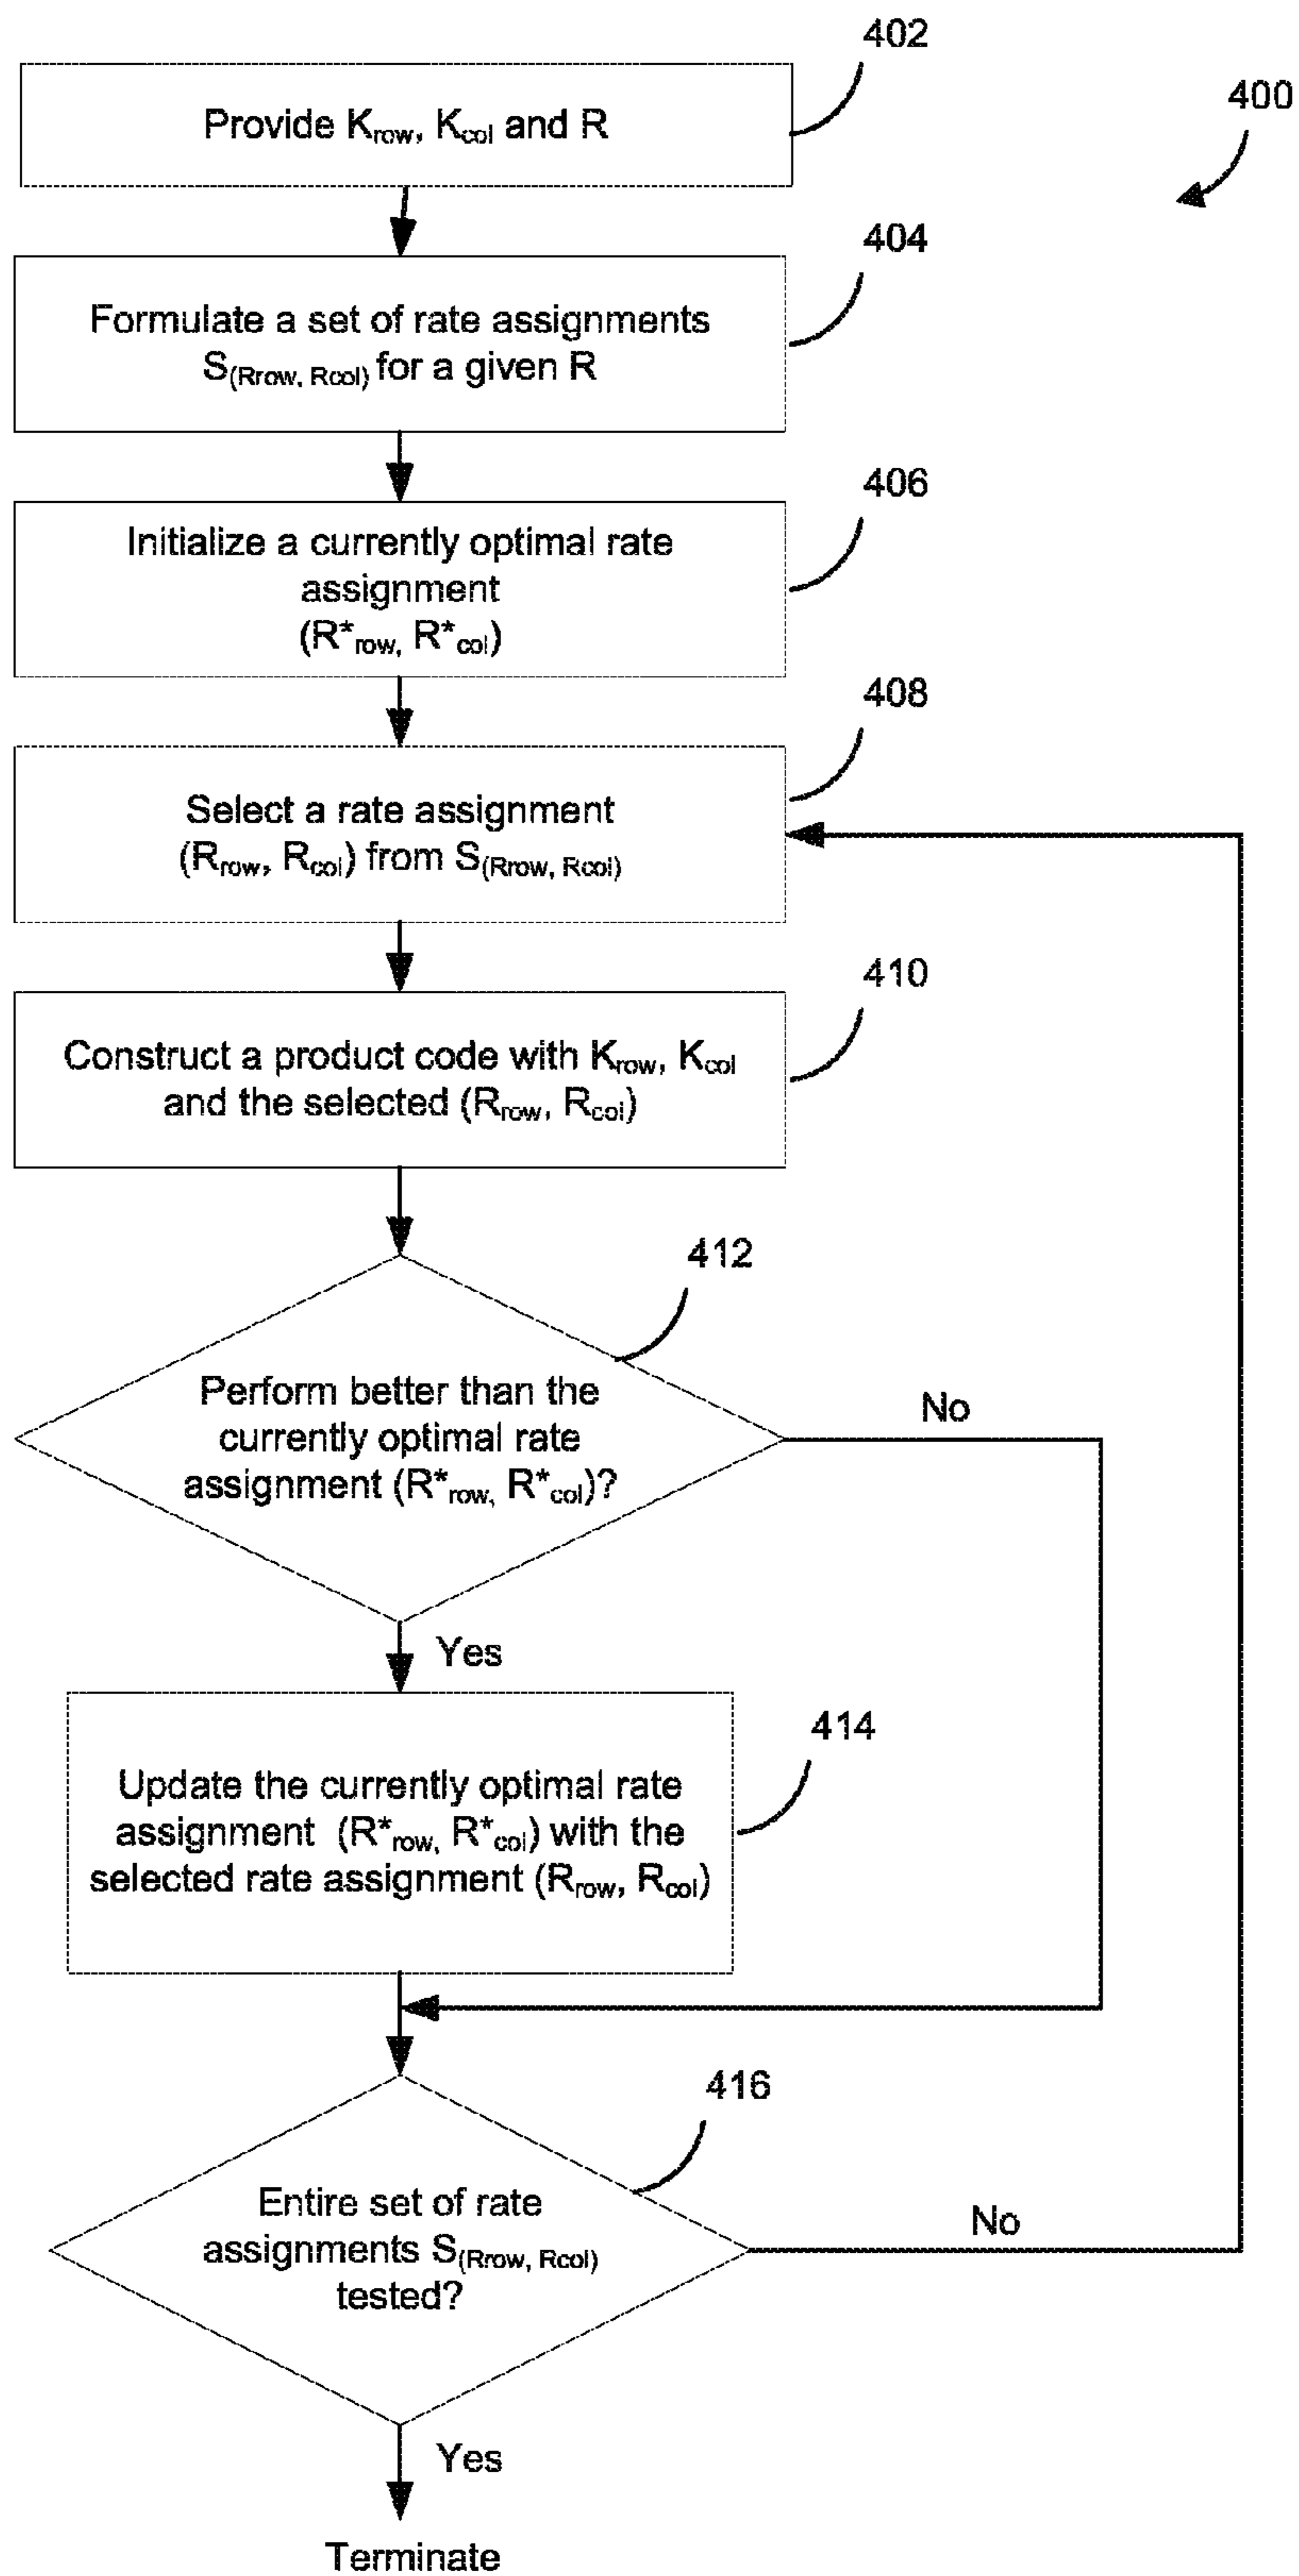 402
400
Provide Krow, Kcol and R
404
Formulate a set of rate assignments
S(Rrow, Rcol) for a given R
406
Initialize a currently optimal rate
assignment
(R*row, R*col)
408
Select a rate assignment
(Rrow, Rcol) from S(Rrow, Rcol)
410
Construct a product code with Krow, Kcol
and the selected (Rrow, Rcol)
412
Perform better than the
currently optimal rate
assignment (R*row, R*col)?
No
Yes
414
Update the currently optimal rate
assignment (R*row, R*col) with the
selected rate assignment (Rrow, Rcol)
416
Entire set of rate
assignments S(Rrow, Rcol)
tested?
No
Yes
Terminate